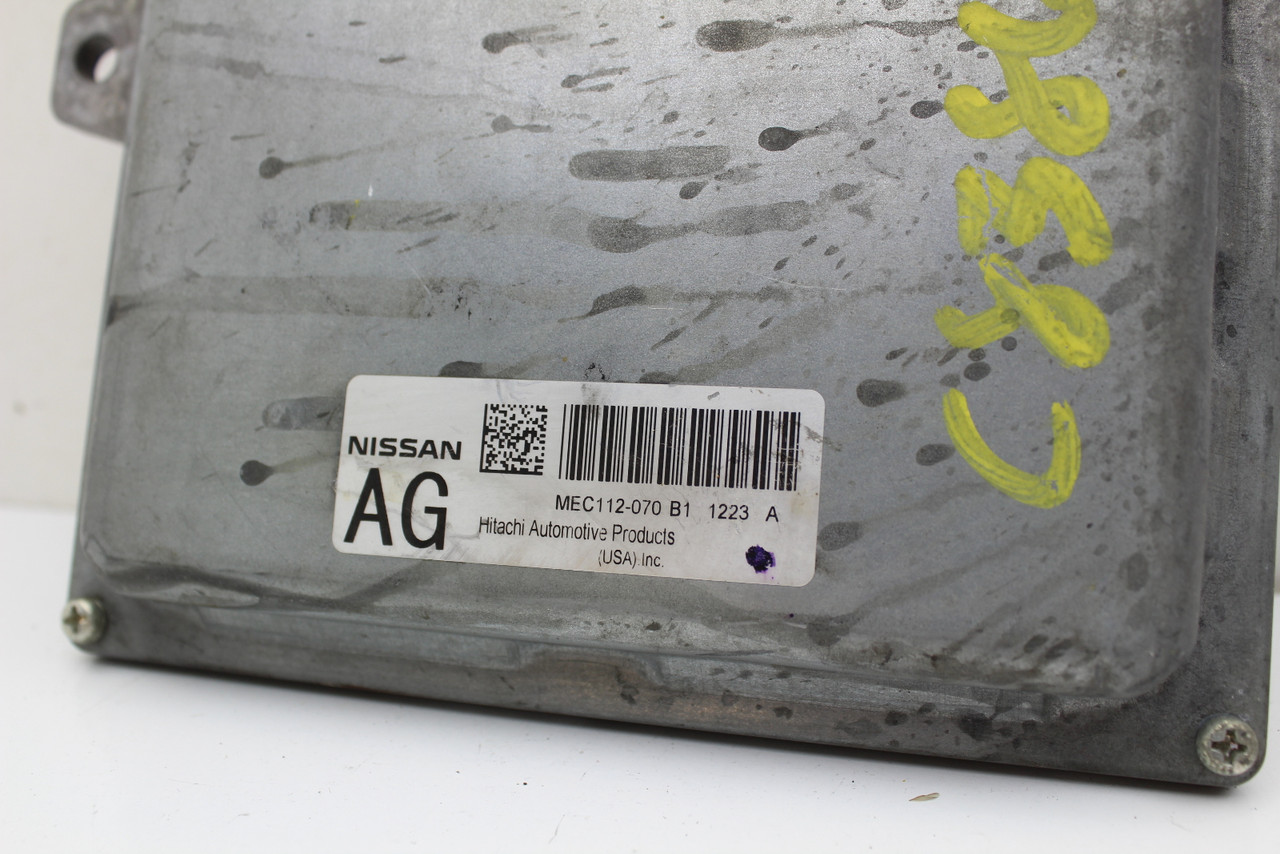 NISSAN
AG
MEC112-070 B1 1223 A
Hitachi Automotive Products
(USA) Inc.